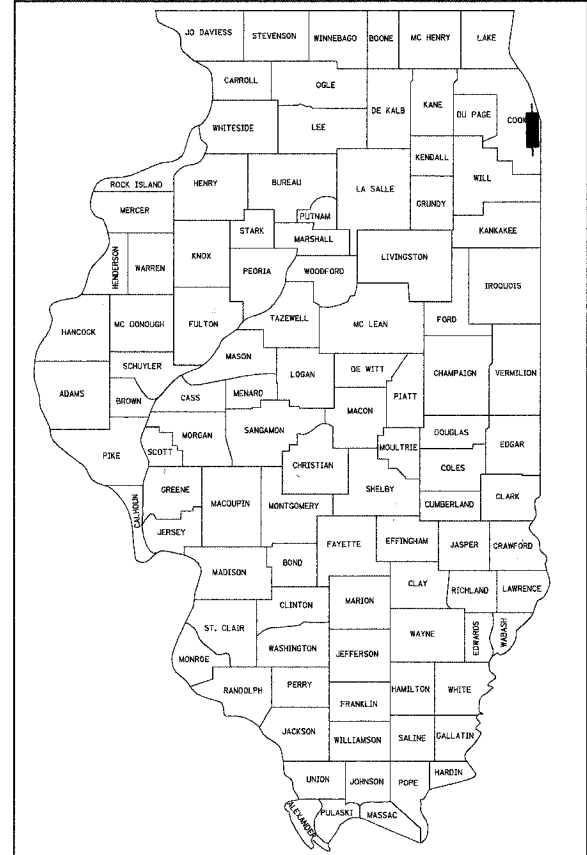 JO DAVIESS
STEVENSON
WINNEBAGO
BOONE
MC HENRY
LAKE
CARROLL
OGLE
DE KALB
KANE
DU PAGE
COOK
WHITESIDE
LEE
KENDALL
WILL
ROCK ISLAND
HENRY
BUREAU
LA SALLE
GRUNDY
MERCER
PUTNAM
KANKAKEE
STARK
MARSHALL
HENDERSON
WARREN
KNOX
PEORIA
WOODFORD
LIVINGSTON
IROQUOIS
FORD
HANCOCK
MC DONOUGH
FULTON
TAZEWELL
MC LEAN
SCHUYLER
MASON
LOGAN
DE WITT
CHAMPAIGN
VERMILION
ADAMS
BROWN
CASS
MENARD
MACON
PIATT
PIKE
SCOTT
MORGAN
SANGAMON
CHRISTIAN
MOULTRIE
DOUGLAS
EDGAR
COLES
CALHOUN
GREENE
MACOUPIN
MONTGOMERY
SHELBY
CUMBERLAND
CLARK
JERSEY
FAYETTE
EFFINGHAM
JASPER
CRAWFORD
MADISON
BOND
CLAY
RICHLAND
LAWRENCE
CLINTON
MARION
ST. CLAIR
WAYNE
EDWARDS
WABASH
WASHINGTON
JEFFERSON
MONROE
RANDOLPH
PERRY
HAMILTON
WHITE
FRANKLIN
JACKSON
WILLIAMSON
SALINE
GALLATIN
UNION
JOHNSON
POPE
HARDIN
ALEXANDER
PULASKI
MASSAC